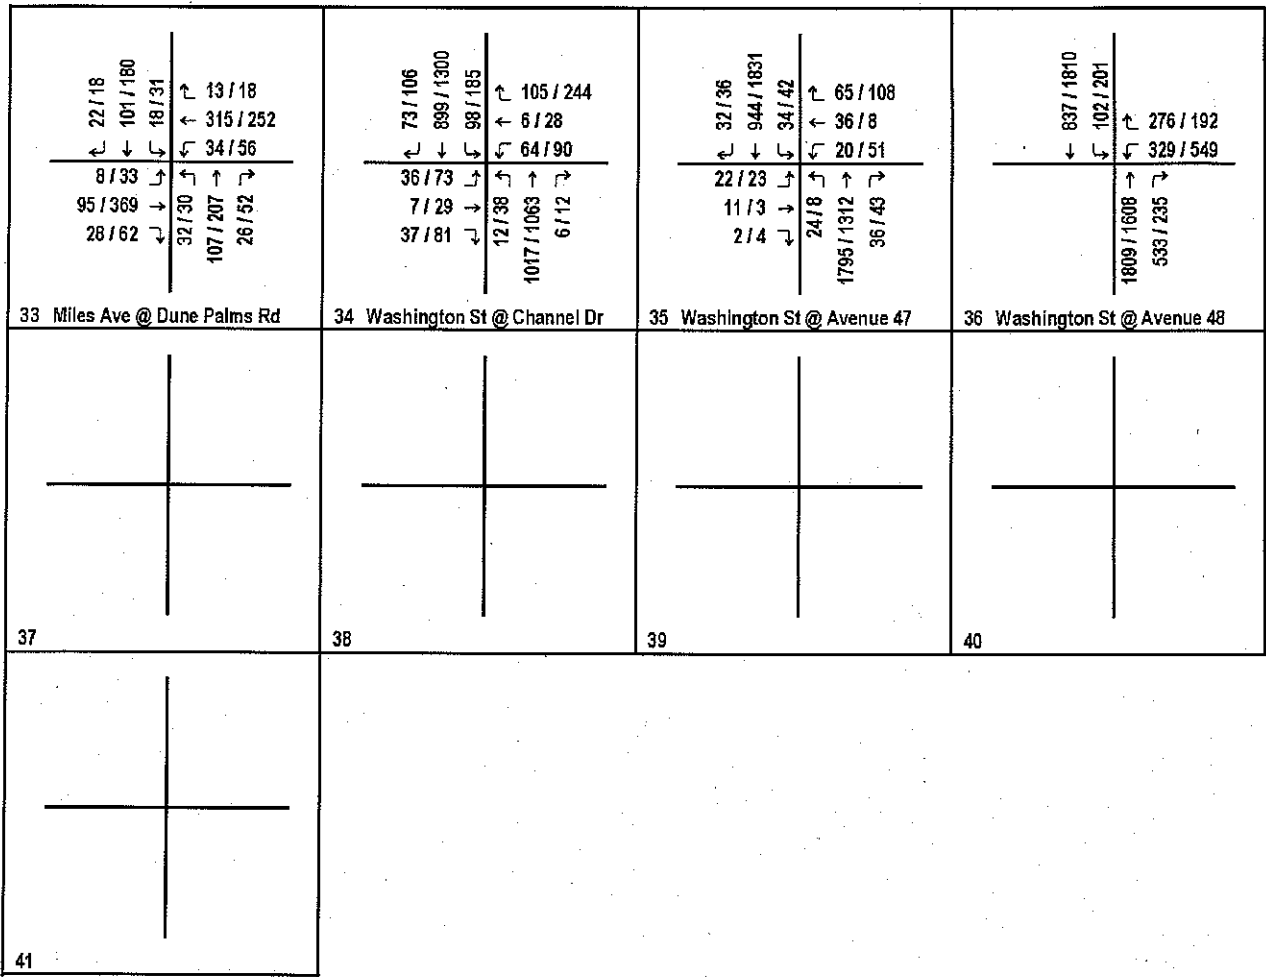 22 / 18
101 / 180
18 / 31
13 / 18
315 / 252
34 / 56
8 / 33
95 / 369
28 / 62
32 / 30
107 / 207
26 / 52
33 Miles Ave @ Dune Palms Rd
73 / 106
899 / 1300
98 / 185
105 / 244
6 / 28
64 / 90
36 / 73
7 / 29
37 / 81
12 / 38
1017 / 1063
6 / 12
34 Washington St @ Channel Dr
32 / 36
944 / 1831
34 / 42
65 / 108
36 / 8
20 / 51
22 / 23
11 / 3
2 / 4
24 / 8
1795 / 1312
36 / 43
35 Washington St @ Avenue 47
837 / 1810
102 / 201
276 / 192
329 / 549
1809 / 1608
533 / 235
36 Washington St @ Avenue 48
37
38
39
40
41